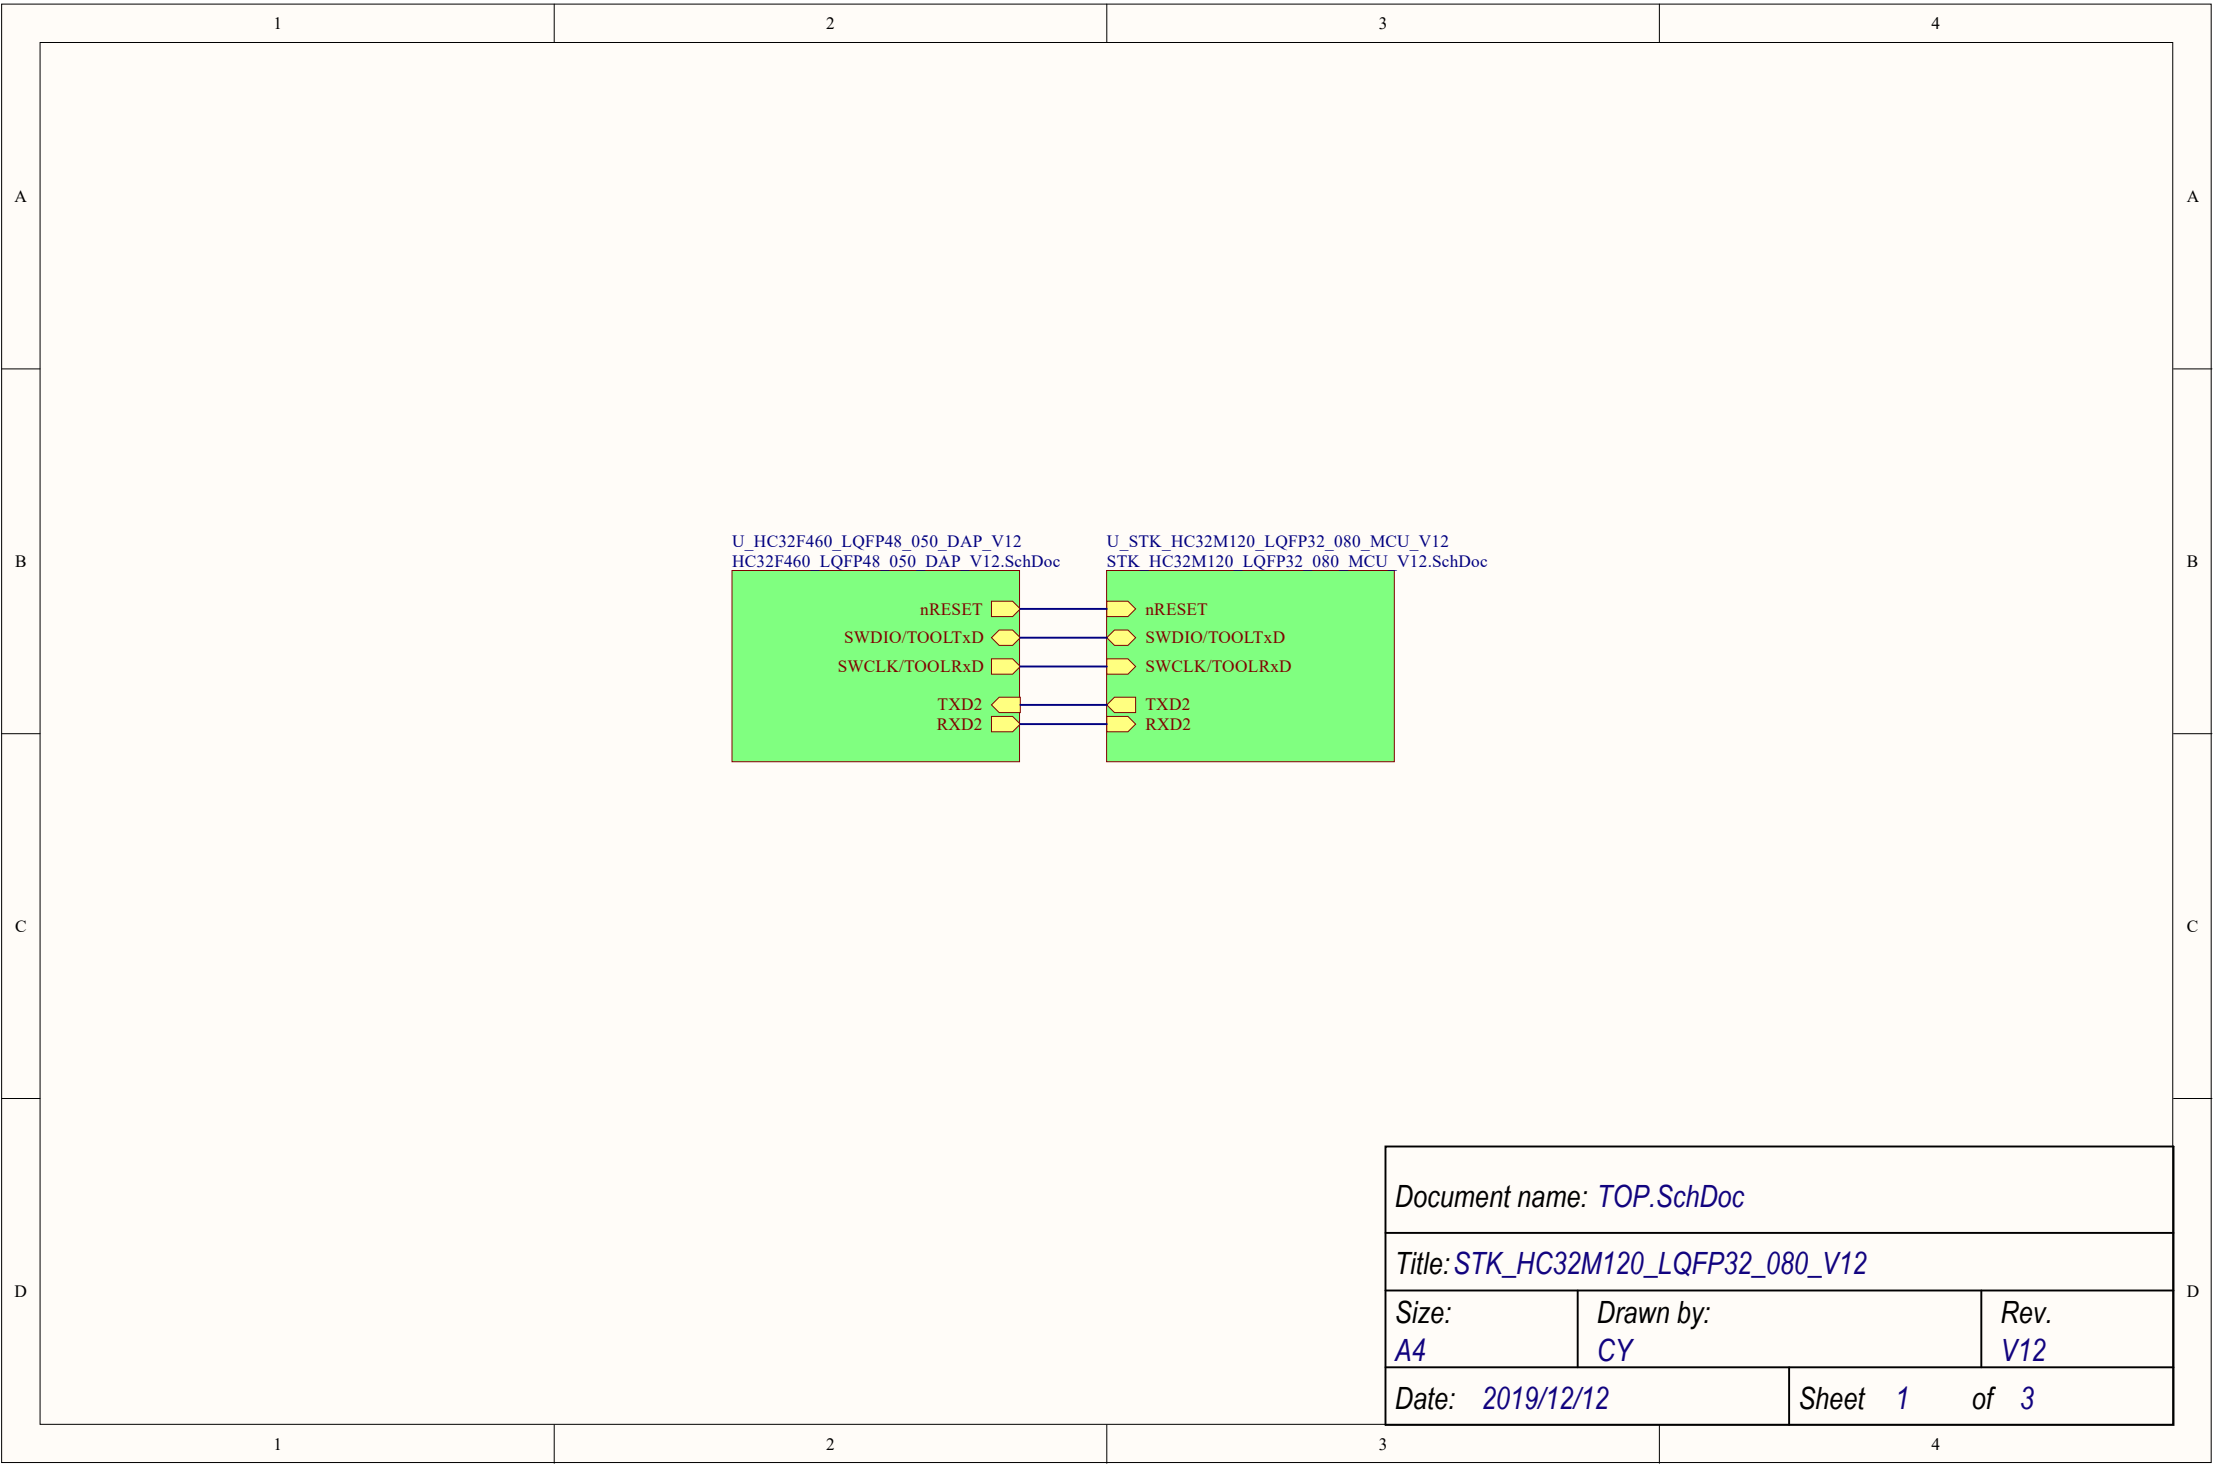 1 2 3 4
A A
U_HC32F460_LQFP48_050_DAP_V12 U_STK_HC32M120_LQFP32_080_MCU_V12
B HC32F460_LQFP48_050_DAP_V12.SchDoc STK_HC32M120_LQFP32_080_MCU_V12.SchDoc B
nRESET nRESET
SWDIO/TOOLTxD SWDIO/TOOLTxD
SWCLK/TOOLRxD SWCLK/TOOLRxD
TXD2 TXD2
RXD2 RXD2
C C
Document name: TOP.SchDoc
Title: STK_HC32M120_LQFP32_080_V12
D D
Size: Drawn by: Rev.
A4 CY V12
Date: 2019/12/12 Sheet 1 of 3
1 2 3 4